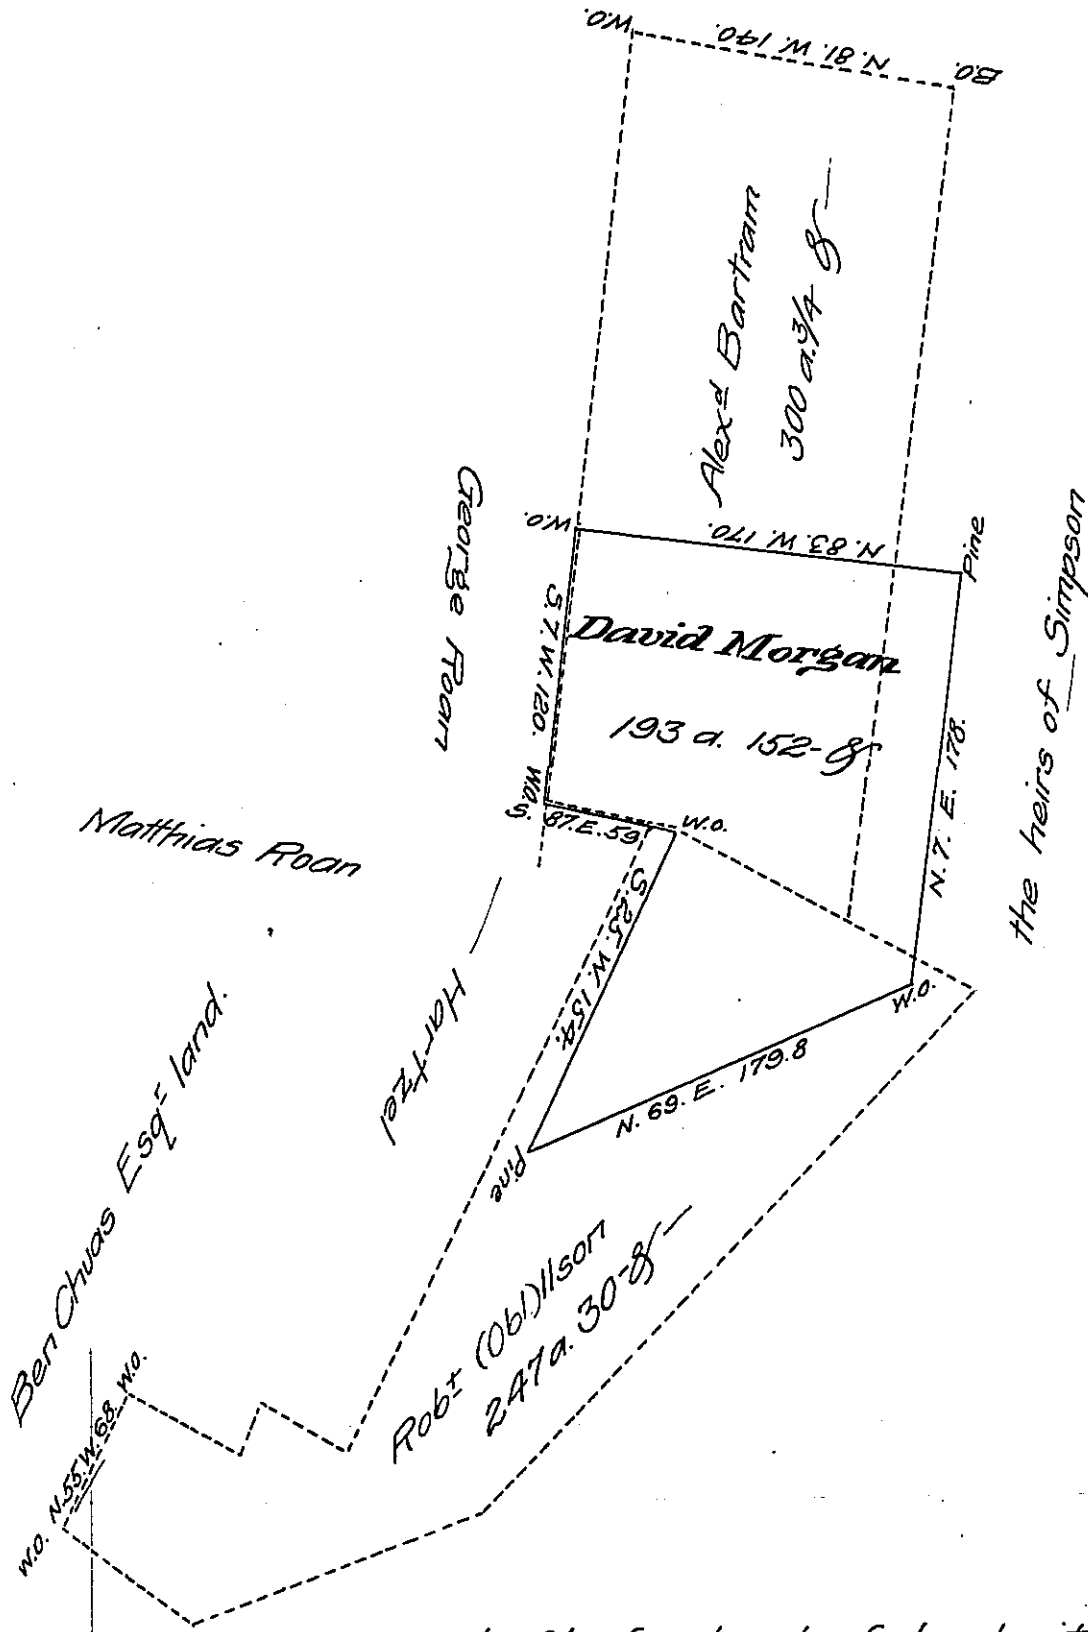 W.O.
N. 81. W. 140.
B.O.
Alex.d Bartram
300 a. 3/4 &
George Roan
W.O.
N. 83. W. 170.
Pine
the heirs of Simpson
S. 7. W. 120.
David Morgan
193 a. 152- &
N. 7. E. 178.
W.O.
S. 87. E. 59
W.O.
Matthias Roan
S. 25. W. 154.
W.O.
Hartzel
N. 69. E. 179.8
Pine
Ben Chuas Esqr land.
Robt (Obl)llson
247 a. 30- &
W.O.
N. 55. W. 68.
W.O.